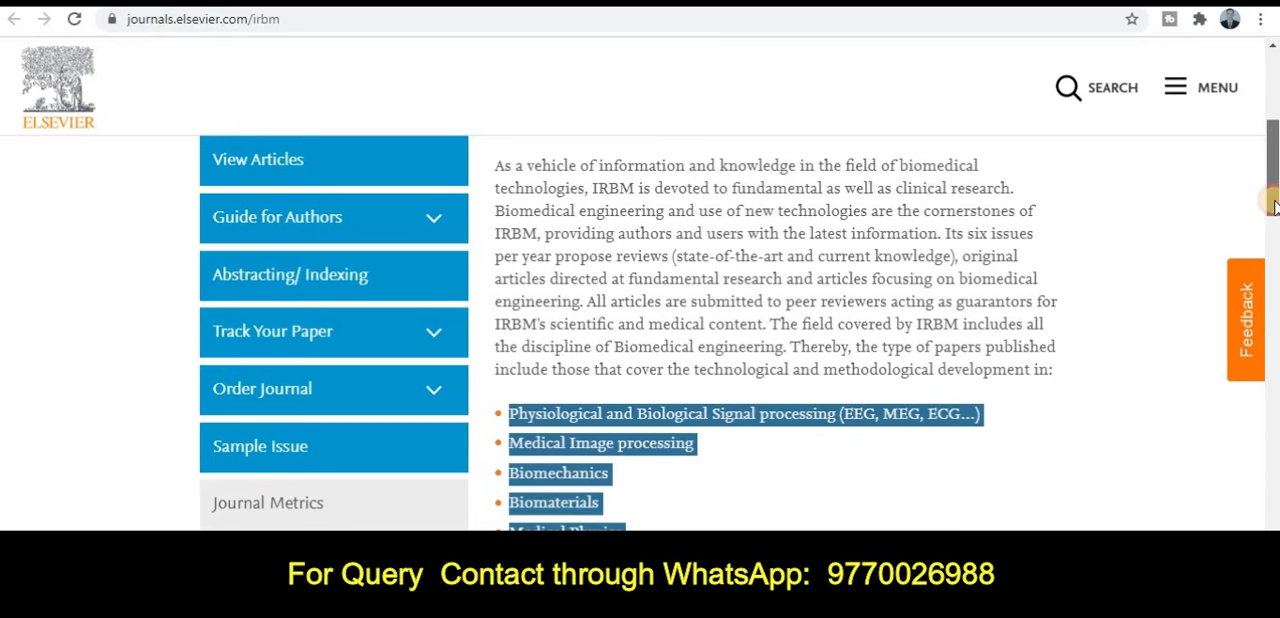 journals.elsevier.com/irbm
ELSEVIER
SEARCH
MENU
View Articles
Guide for Authors
Abstracting/ Indexing
Track Your Paper
Order Journal
Sample Issue
Journal Metrics
As a vehicle of information and knowledge in the field of biomedical
technologies, IRBM is devoted to fundamental as well as clinical research.
Biomedical engineering and use of new technologies are the cornerstones of
IRBM, providing authors and users with the latest information. Its six issues
per year propose reviews (state-of-the-art and current knowledge), original
articles directed at fundamental research and articles focusing on biomedical
engineering. All articles are submitted to peer reviewers acting as guarantors for
IRBM's scientific and medical content. The field covered by IRBM includes all
the discipline of Biomedical engineering. Thereby, the type of papers published
include those that cover the technological and methodological development in:
• Physiological and Biological Signal processing (EEG, MEG, ECG...)
• Medical Image processing
• Biomechanics
• Biomaterials
Medical Physics
Feedback
For Query Contact through WhatsApp: 9770026988